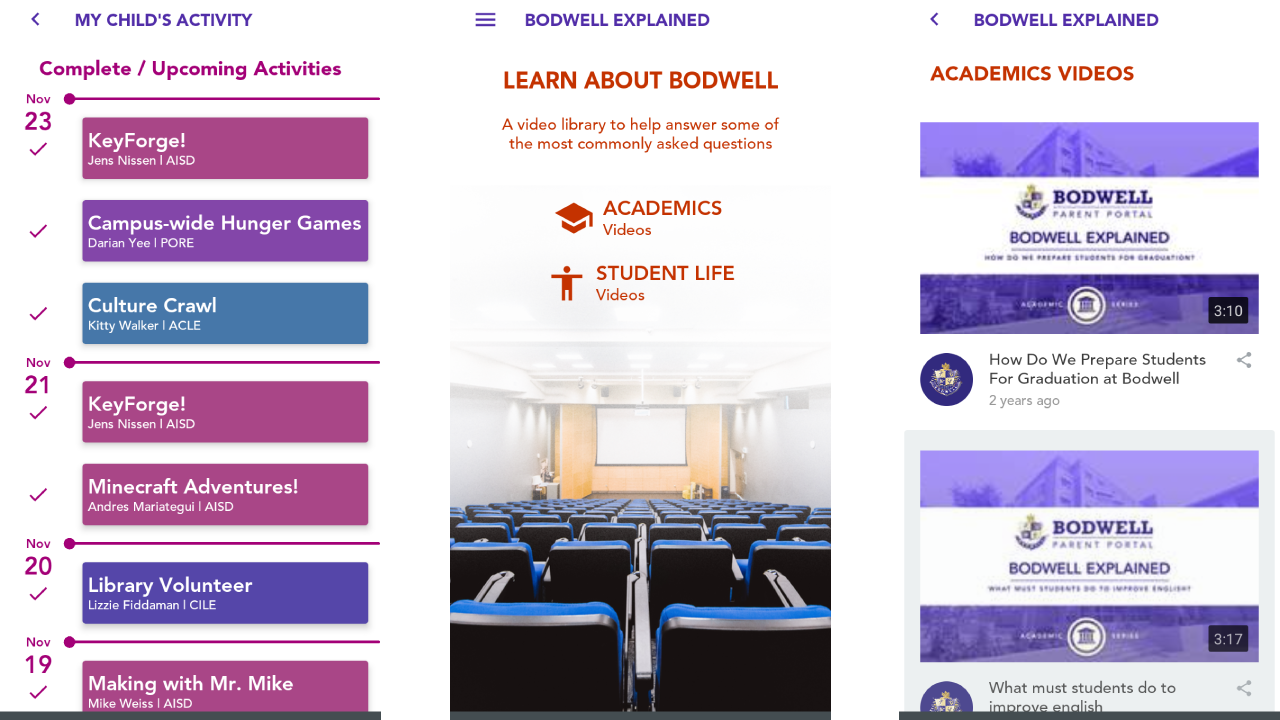 MY CHILD'S ACTIVITY
Complete / Upcoming Activities
Nov
23
KeyForge!
Jens Nissen | AISD
Campus-wide Hunger Games
Darian Yee | PORE
Culture Crawl
Kitty Walker | ACLE
Nov
21
KeyForge!
Jens Nissen | AISD
Minecraft Adventures!
Andres Mariategui | AISD
Nov
20
Library Volunteer
Lizzie Fiddaman | CILE
Nov
19
Making with Mr. Mike
Mike Weiss | AISD
BODWELL EXPLAINED
LEARN ABOUT BODWELL
A video library to help answer some of
the most commonly asked questions
ACADEMICS
Videos
STUDENT LIFE
Videos
BODWELL EXPLAINED
ACADEMICS VIDEOS
BODWELL
PARENT PORTAL
BODWELL EXPLAINED
HOW DO WE PREPARE STUDENTS FOR GRADUATION?
ACADEMIC SERIES
3:10
How Do We Prepare Students
For Graduation at Bodwell
2 years ago
BODWELL
PARENT PORTAL
BODWELL EXPLAINED
WHAT MUST STUDENTS DO TO IMPROVE ENGLISH?
ACADEMIC SERIES
3:17
What must students do to
improve english